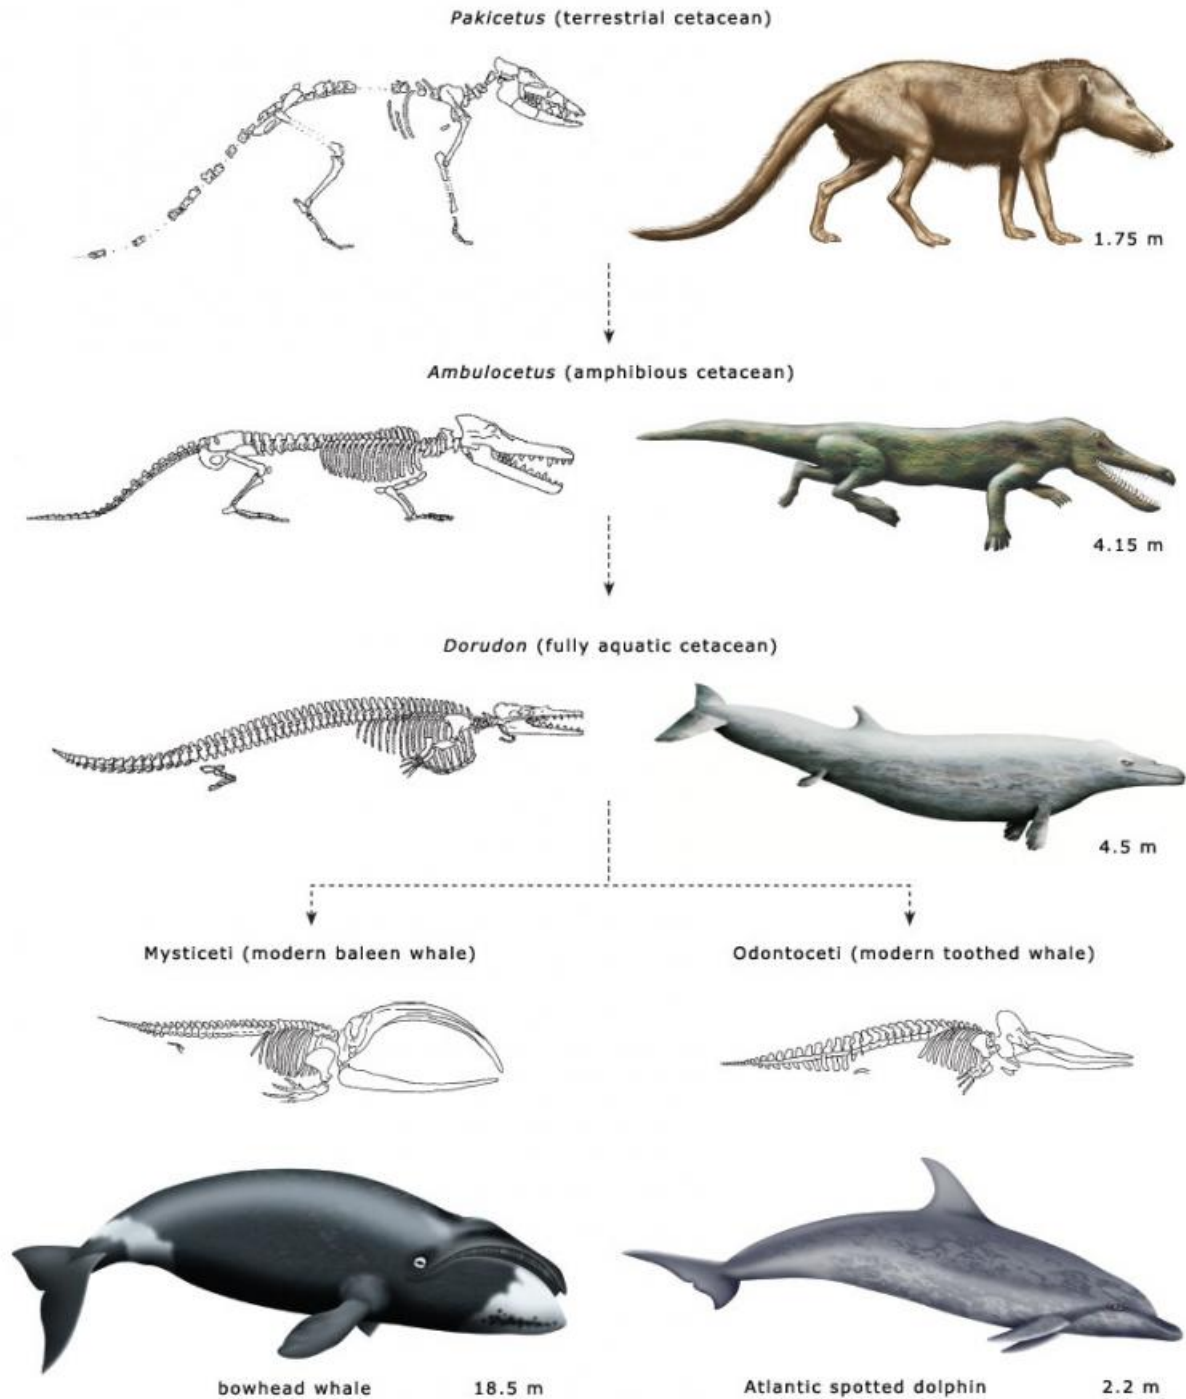 Pakicetus (terrestrial cetacean)
1.75 m
Ambulocetus (amphibious cetacean)
4.15 m
Dorudon (fully aquatic cetacean)
4.5 m
Mysticeti (modern baleen whale)
Odontoceti (modern toothed whale)
bowhead whale 18.5 m
Atlantic spotted dolphin 2.2 m